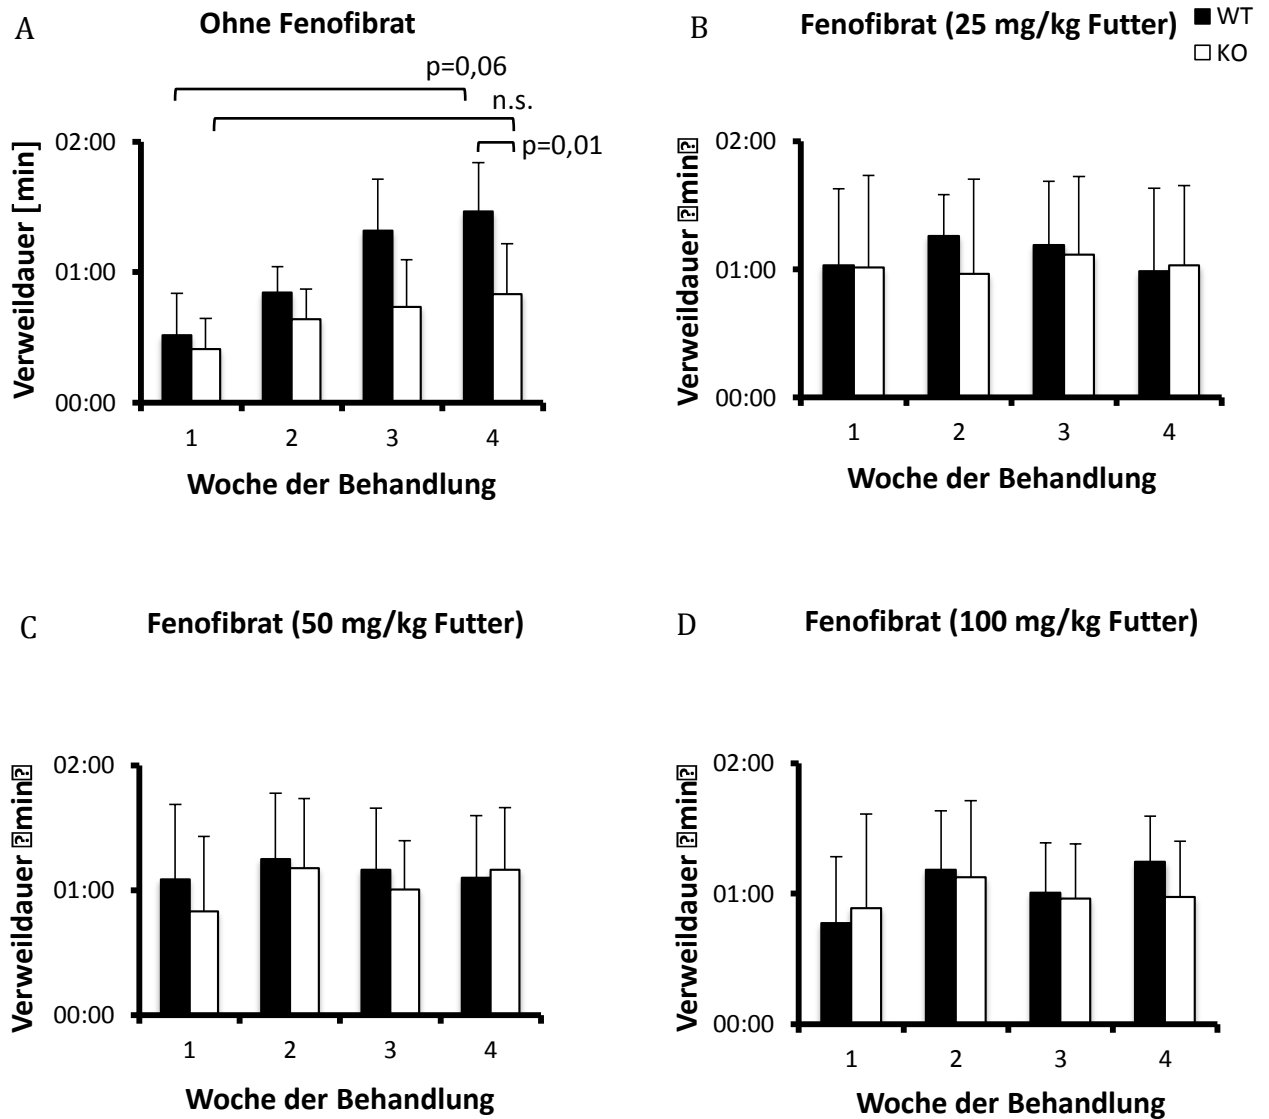 A
Ohne Fenofibrat
p=0,06
n.s.
p=0,01
Verweildauer [min]
02:00
01:00
00:00
1 2 3 4
Woche der Behandlung
B
Fenofibrat (25 mg/kg Futter)
WT
KO
Verweildauer �min�
02:00
01:00
00:00
1 2 3 4
Woche der Behandlung
C
Fenofibrat (50 mg/kg Futter)
Verweildauer �min�
02:00
01:00
00:00
1 2 3 4
Woche der Behandlung
D
Fenofibrat (100 mg/kg Futter)
Verweildauer �min�
02:00
01:00
00:00
1 2 3 4
Woche der Behandlung